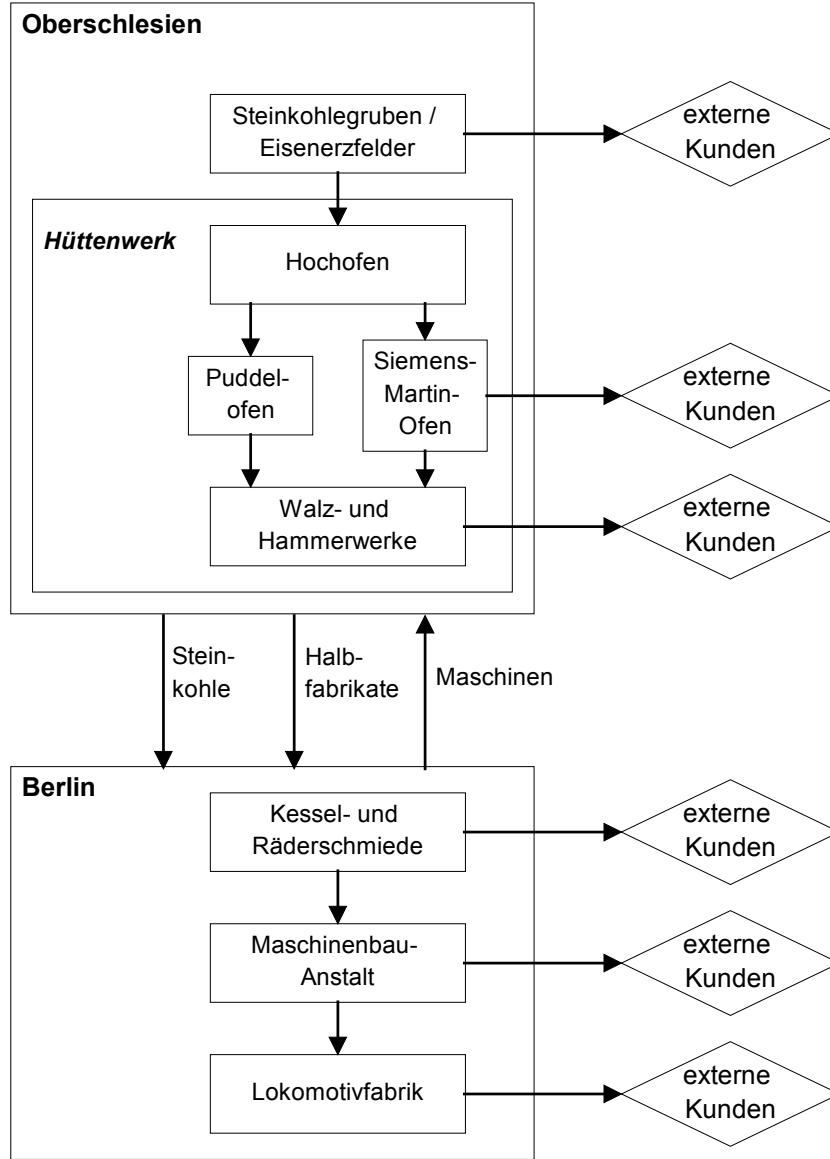 Oberschlesien
Steinkohlegruben /
Eisenerzfelder
externe
Kunden
Hüttenwerk
Hochofen
Puddel-
ofen
Siemens-
Martin-
Ofen
externe
Kunden
Walz- und
Hammerwerke
externe
Kunden
Stein-
kohle
Halb-
fabrikate
Maschinen
Berlin
Kessel- und
Räderschmiede
externe
Kunden
Maschinenbau-
Anstalt
externe
Kunden
Lokomotivfabrik
externe
Kunden